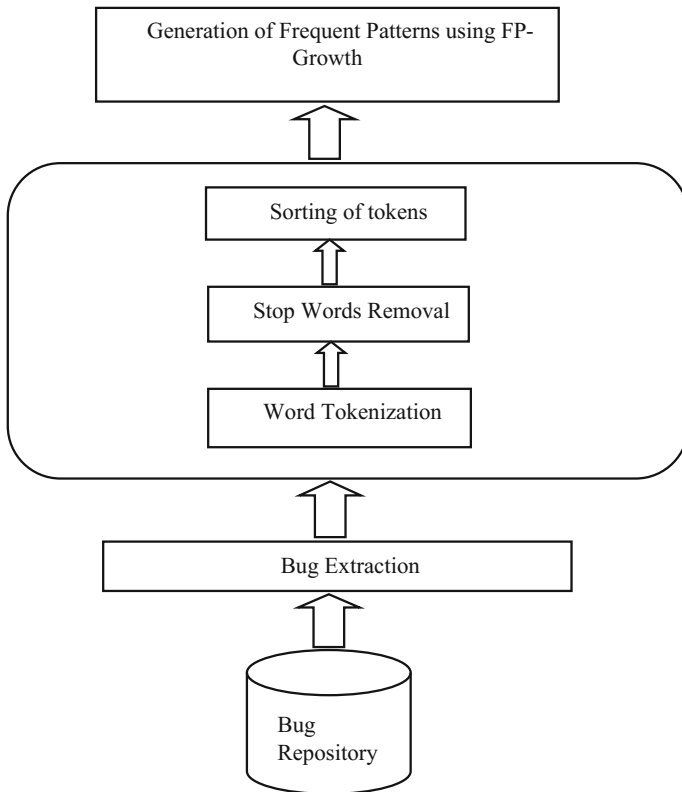 Generation of Frequent Patterns using FP-
Growth
Sorting of tokens
Stop Words Removal
Word Tokenization
Bug Extraction
Bug
Repository